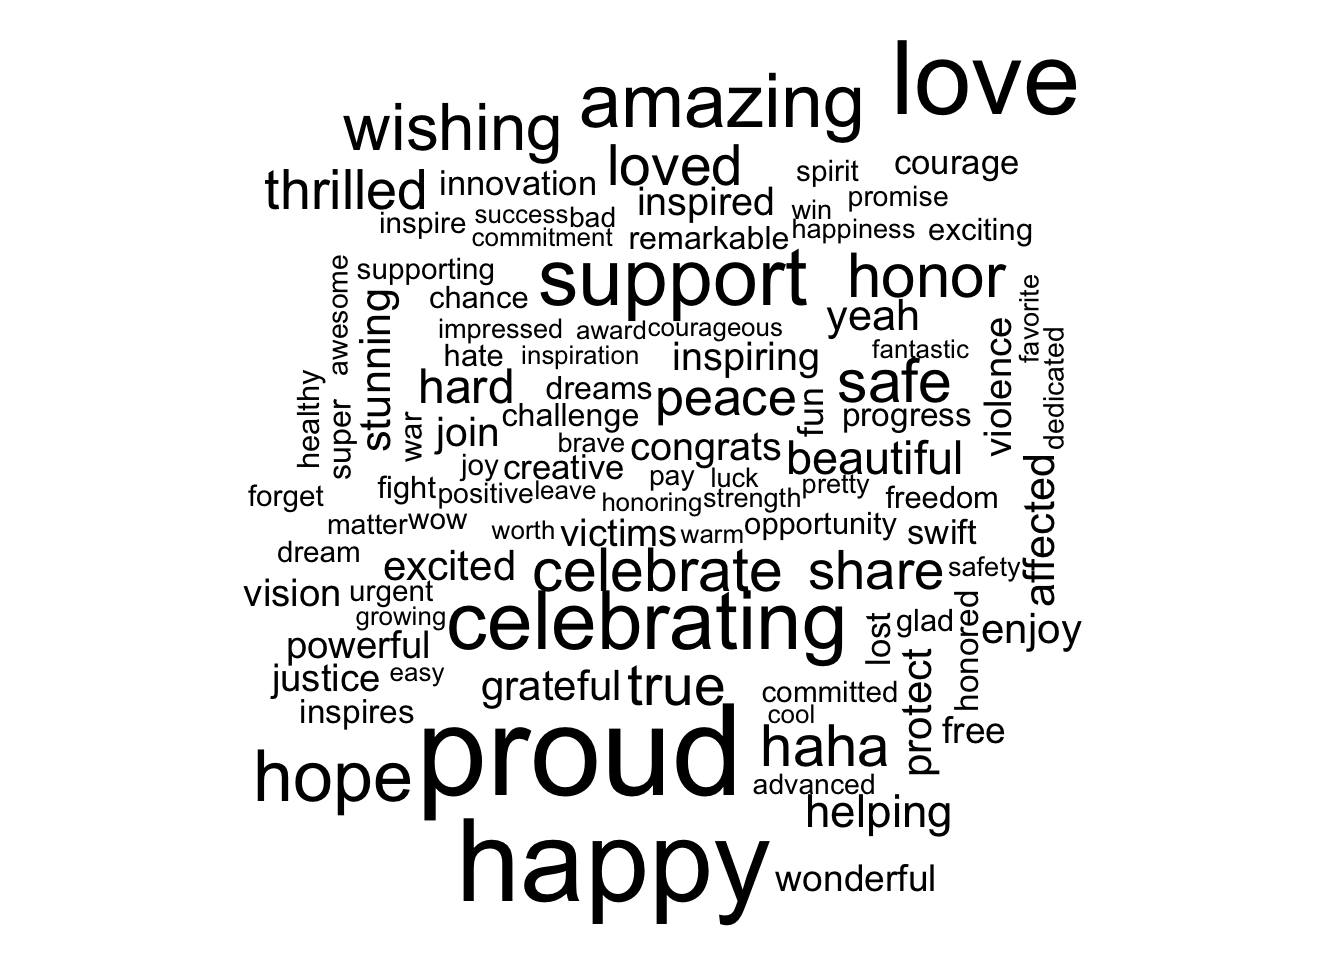 love
amazing
wishing
loved
spirit courage
thrilled innovation
inspired win promise
inspire success bad
commitment remarkable happiness exciting
awesome supporting support honor favorite
stunning chance
yeah
impressed award courageous
violence dedicated
hate inspiration inspiring fantastic
healthy hard dreams peace fun safe
super war challenge progress
join brave congrats
beautiful
joy creative pay luck
forget fight positive leave honoring strength pretty freedom
affected
matter wow worth victims warm opportunity swift
dream
excited celebrate share safety
vision urgent
growing celebrating lost glad honored enjoy
powerful
justice easy grateful true committed protect
inspires cool
proud haha free
hope advanced
helping
happy wonderful